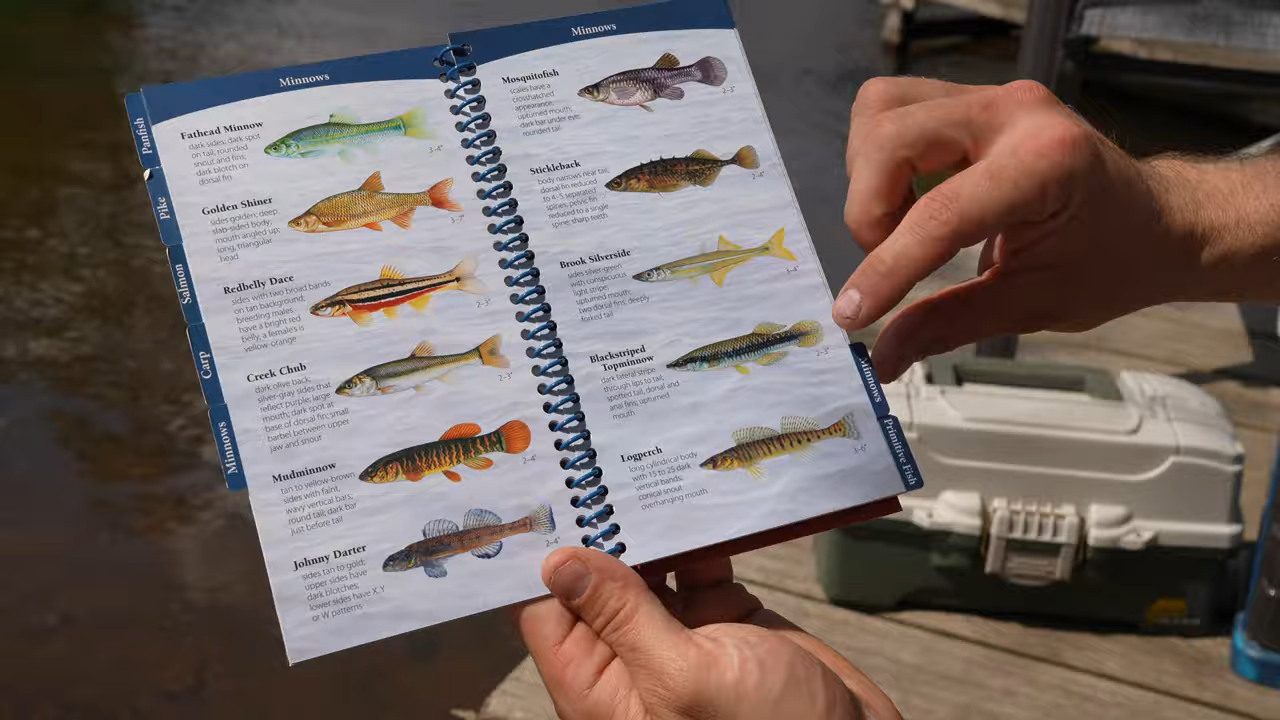 Minnows
Fathead Minnow
dark sides; dark spot
on tail; rounded
snout and fins;
dark blotch on
dorsal fin
3-4"
Golden Shiner
sides golden; deep,
slab-sided body;
mouth angled up;
long, triangular
head
3-7"
Redbelly Dace
sides with two broad bands
on tan background;
breeding males
have a bright red
belly, a female's is
yellow-orange
2-3"
Creek Chub
dark olive back,
silver-gray sides that
reflect purple; large
mouth; dark spot at
base of dorsal fin; small
barbel between upper
jaw and snout
2-3"
Mudminnow
tan to yellow-brown
sides with faint,
wavy vertical bars;
round tail; dark bar
just before tail
2-4"
Johnny Darter
sides tan to gold;
upper sides have
dark blotches;
lower sides have X, Y
or W patterns
2-4"
Panfish
Pike
Salmon
Carp
Minnows
Minnows
Mosquitofish
scales have a
crosshatched
appearance;
upturned mouth;
dark bar under eye;
rounded tail
2-3"
Stickleback
body narrows near tail;
dorsal fin reduced
to 4-5 separated
spines; pelvic fin
reduced to a single
spine; sharp teeth
2-4"
Brook Silverside
sides silver-green
with conspicuous
light stripe;
upturned mouth;
two dorsal fins; deeply
forked tail
3-4"
Blackstriped
Topminnow
dark lateral stripe
through lips to tail;
spotted tail, dorsal and
anal fins; upturned
mouth
2-3"
Logperch
long cylindrical body
with 15 to 25 dark
vertical bands;
conical snout
overhanging mouth
3-6"
Minnows
Primitive Fish